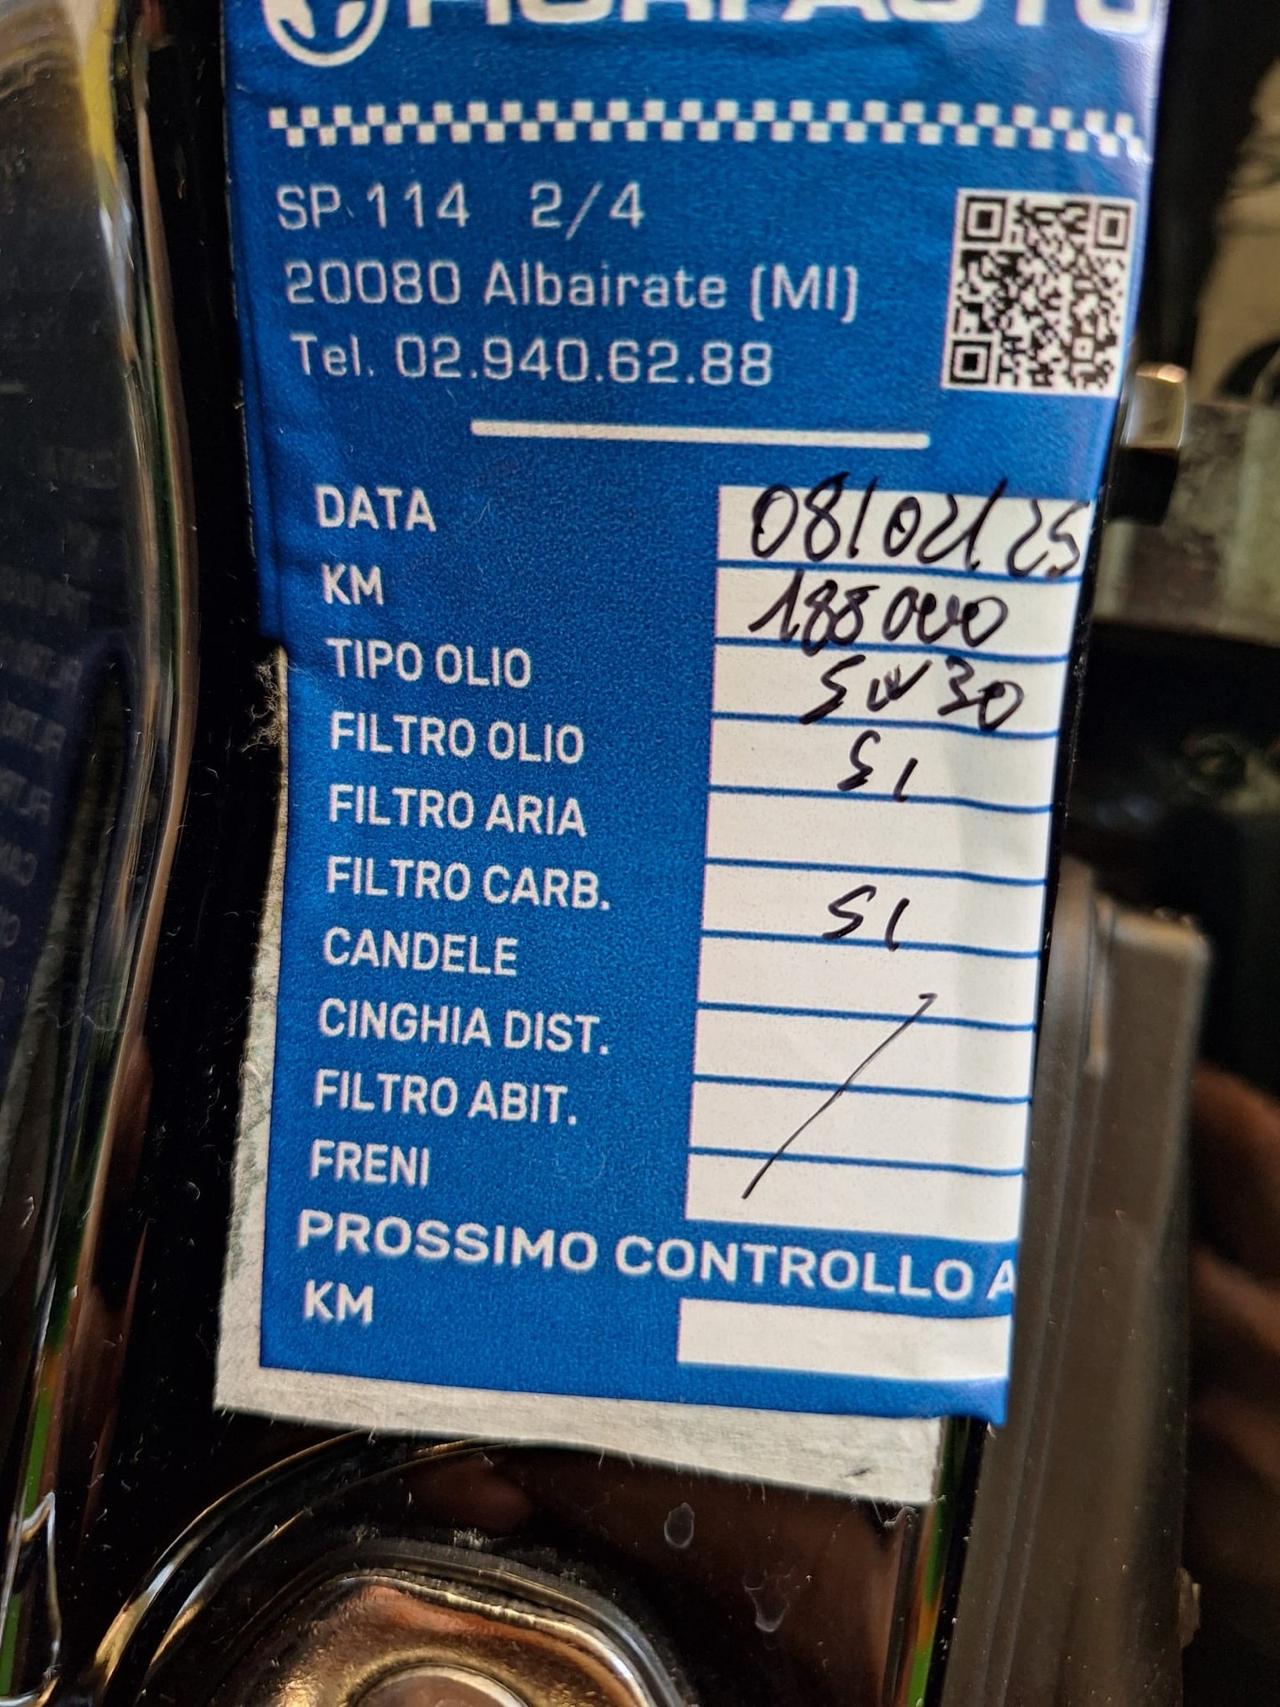 SP 114 2/4
20080 Albairate (MI)
Tel. 02.940.62.88
DATA 08/02/25
KM 188000
TIPO OLIO 5W30
FILTRO OLIO SI
FILTRO ARIA
FILTRO CARB. SI
CANDELE
CINGHIA DIST.
FILTRO ABIT.
FRENI
PROSSIMO CONTROLLO A
KM